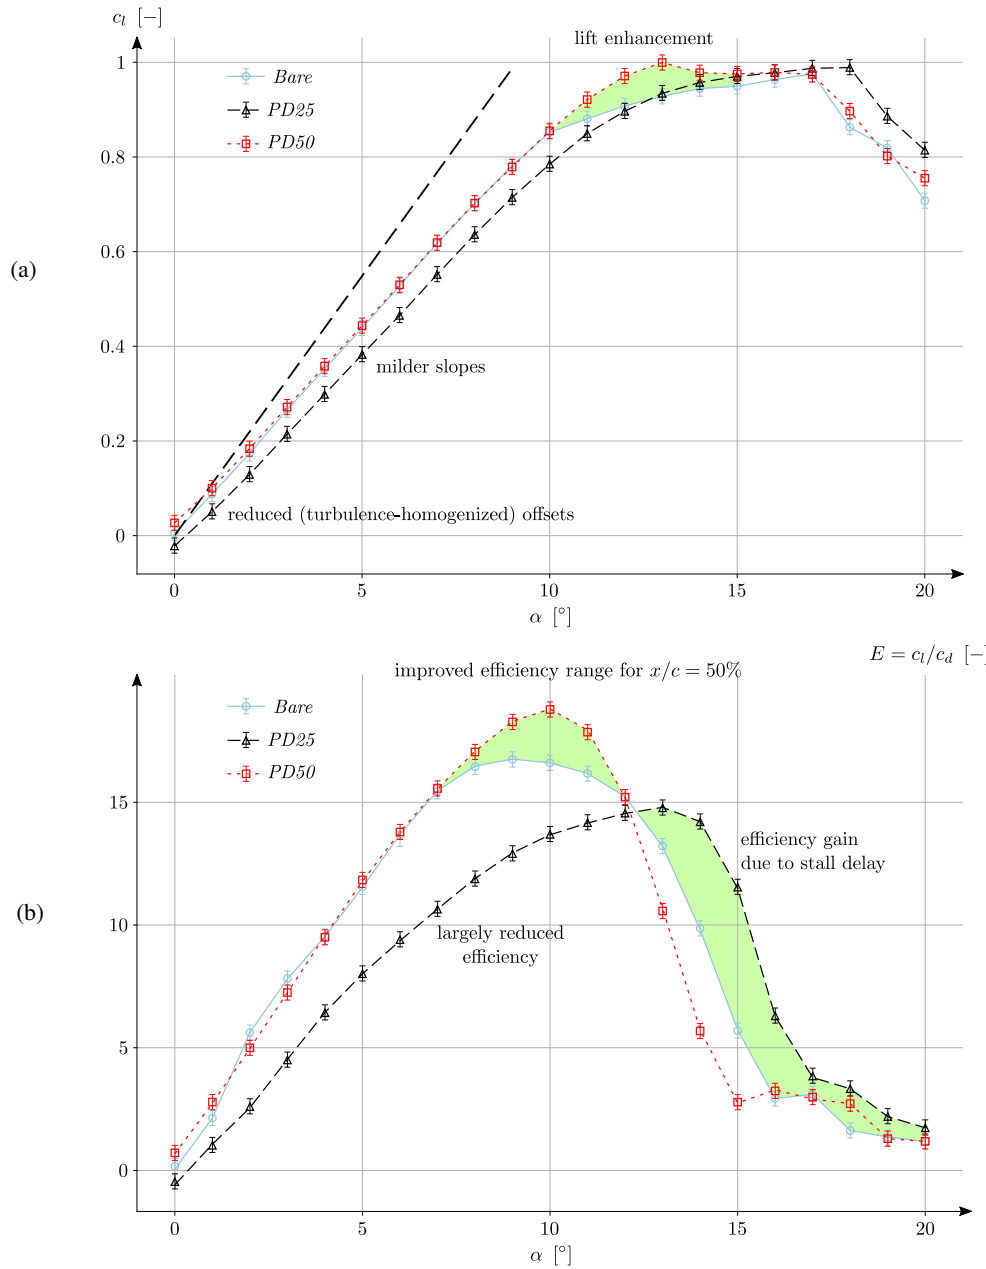 c_l [−]
lift enhancement
1
Bare
PD25
PD50
0.8
0.6
(a)
0.4
milder slopes
0.2
reduced (turbulence-homogenized) offsets
0
0 5 10 15 20
α [°]
E = c_l/c_d [−]
improved efficiency range for x/c = 50%
Bare
PD25
PD50
15
efficiency gain
due to stall delay
(b)
10
largely reduced
efficiency
5
0
0 5 10 15 20
α [°]